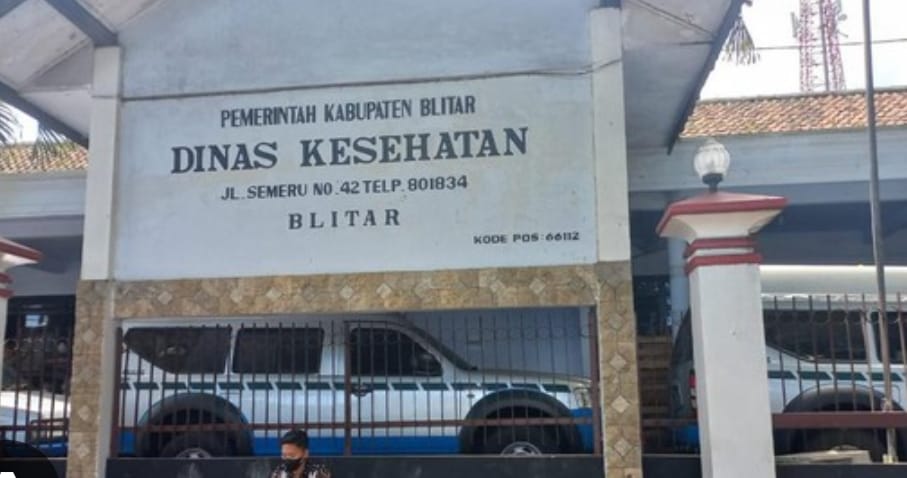 PEMERINTAH KABUPATEN BLITAR
DINAS KESEHATAN
JL. SEMERU NO. 42 TELP. 801834
BLITAR
KODE POS : 66112